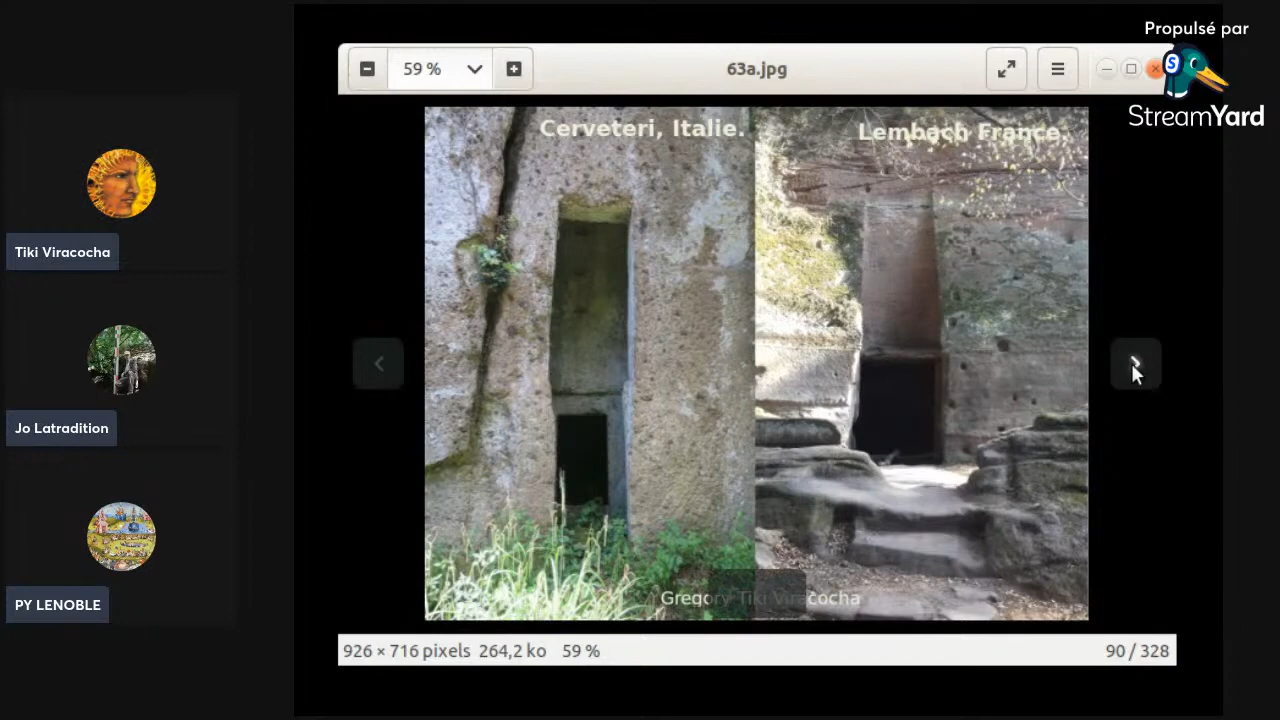 Propulsé par
StreamYard
59 %
63a.jpg
Cerveteri, Italie.
Lembach France.
Tiki Viracocha
Jo Latradition
PY LENOBLE
Gregory Tiki Viracocha
926 × 716 pixels 264,2 ko 59 %
90 / 328